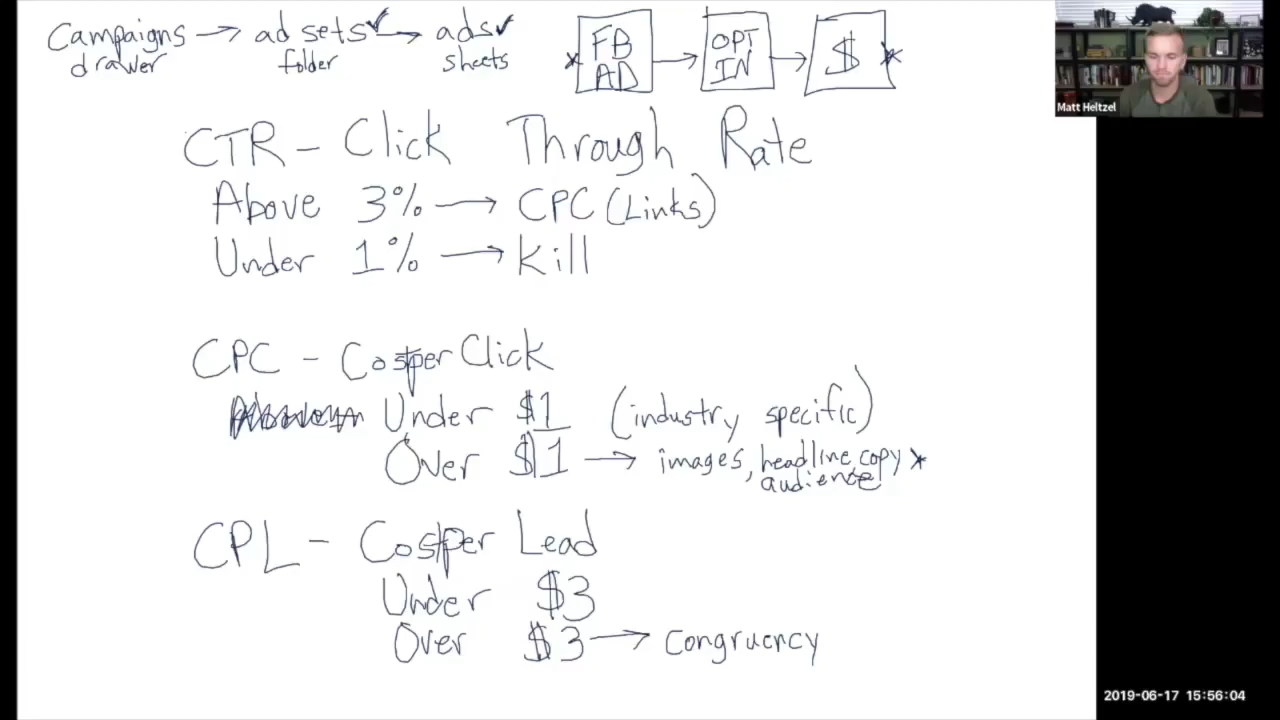 Campaigns → ad sets✓ → ads✓
drawer folder sheets
* FB AD → OPT IN → $ *
Matt Heltzel
CTR – Click Through Rate
Above 3% → CPC (Links)
Under 1% → Kill
CPC – Cost per Click
Under $1 (industry specific)
Over $1 → images, headline, copy *
audience
CPL – Cost per Lead
Under $3
Over $3 → congruency
2019-06-17 15:56:04